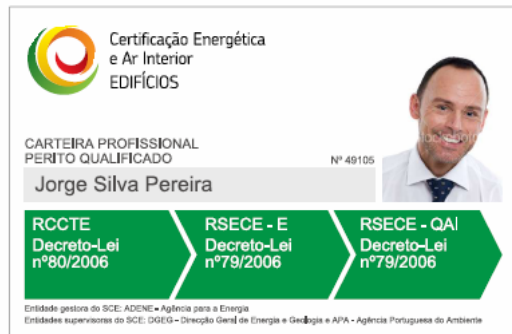 Certificação Energética
e Ar Interior
EDIFÍCIOS
CARTEIRA PROFISSIONAL
PERITO QUALIFICADO
Nº 49105
Jorge Silva Pereira
RCCTE
Decreto-Lei
nº80/2006
RSECE - E
Decreto-Lei
nº79/2006
RSECE - QAI
Decreto-Lei
nº79/2006
Entidade gestora do SCE: ADENE – Agência para a Energia
Entidades supervisoras do SCE: DGEG – Direcção Geral de Energia e Geologia e APA - Agência Portuguesa do Ambiente